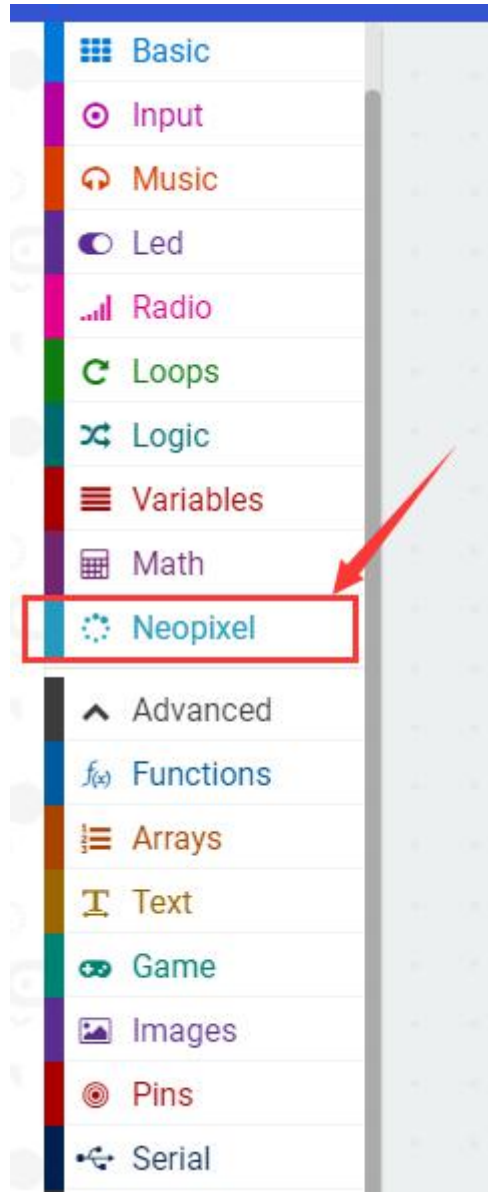 Basic
Input
Music
Led
Radio
Loops
Logic
Variables
Math
Neopixel
Advanced
f(x) Functions
Arrays
Text
Game
Images
Pins
Serial